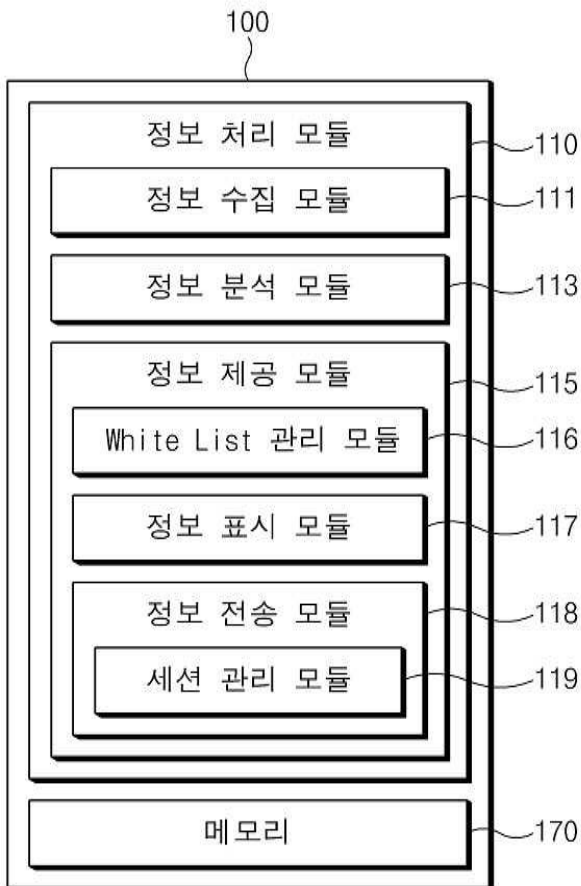 100
정보 처리 모듈
110
정보 수집 모듈
111
정보 분석 모듈
113
정보 제공 모듈
115
White List 관리 모듈
116
정보 표시 모듈
117
정보 전송 모듈
118
세션 관리 모듈
119
메모리
170